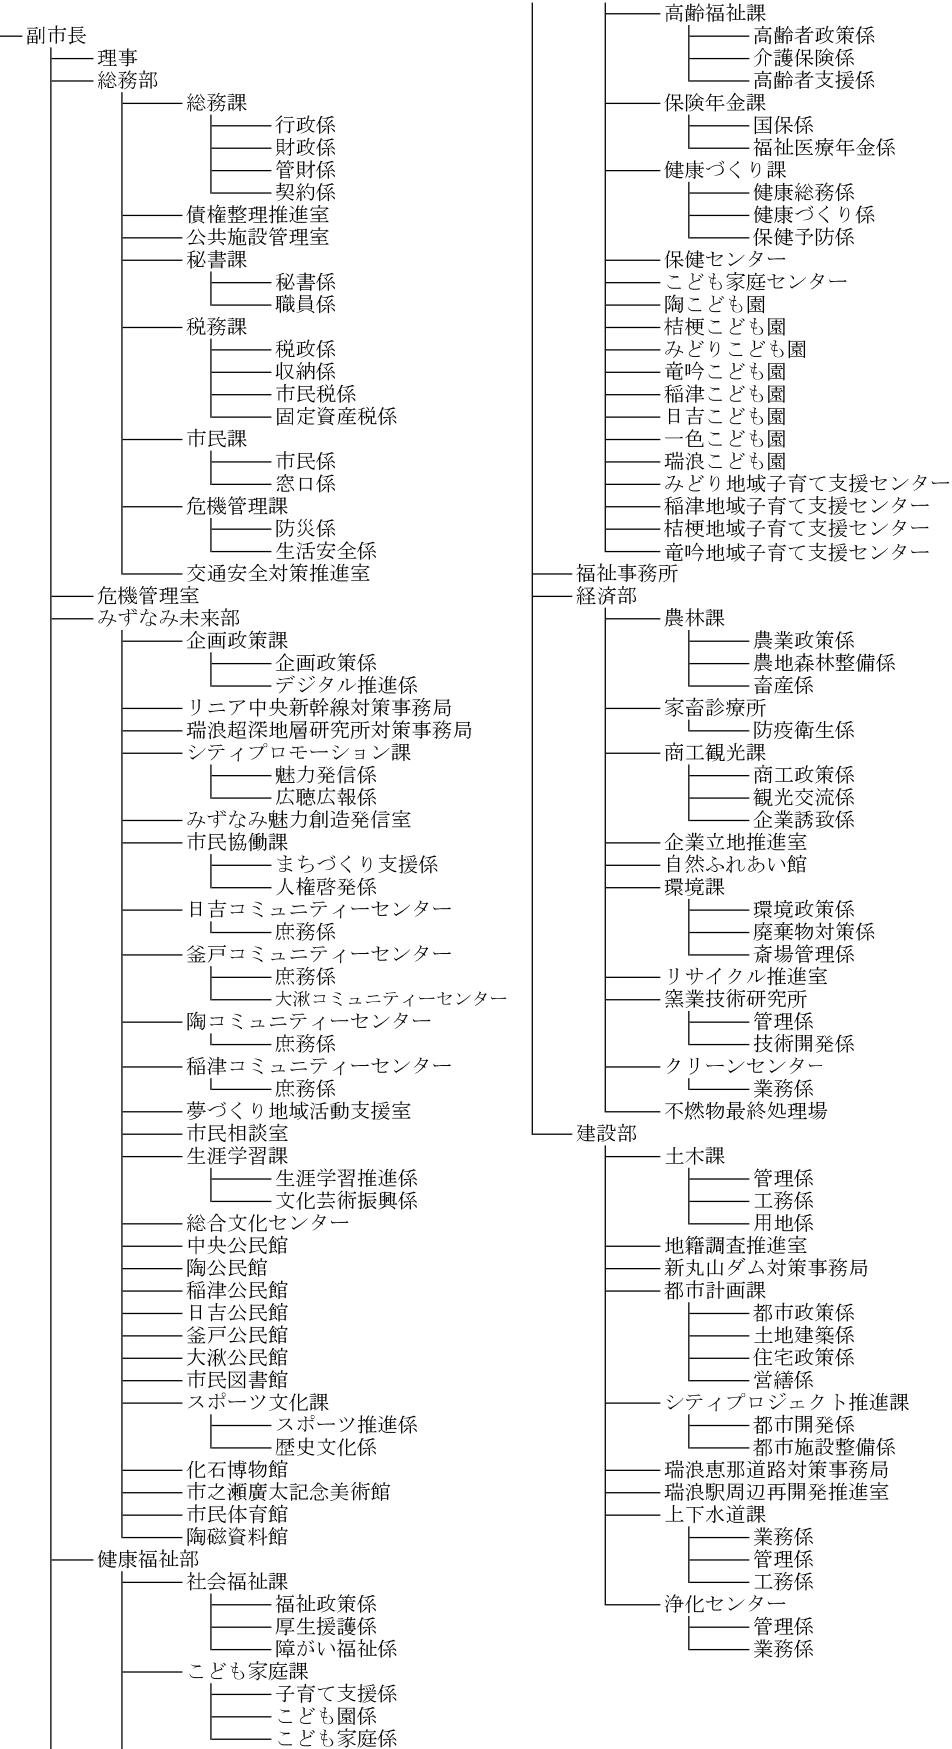 副市長
理事
総務部
総務課
行政係
財政係
管財係
契約係
債権整理推進室
公共施設管理室
秘書課
秘書係
職員係
税務課
税政係
収納係
市民税係
固定資産税係
市民課
市民係
窓口係
危機管理課
防災係
生活安全係
交通安全対策推進室
危機管理室
みずなみ未来部
企画政策課
企画政策係
デジタル推進係
リニア中央新幹線対策事務局
瑞浪超深地層研究所対策事務局
シティプロモーション課
魅力発信係
広聴広報係
みずなみ魅力創造発信室
市民協働課
まちづくり支援係
人権啓発係
日吉コミュニティーセンター
庶務係
釜戸コミュニティーセンター
庶務係
大湫コミュニティーセンター
陶コミュニティーセンター
庶務係
稲津コミュニティーセンター
庶務係
夢づくり地域活動支援室
市民相談室
生涯学習課
生涯学習推進係
文化芸術振興係
総合文化センター
中央公民館
陶公民館
稲津公民館
日吉公民館
釜戸公民館
大湫公民館
市民図書館
スポーツ文化課
スポーツ推進係
歴史文化係
化石博物館
市之瀬廣太記念美術館
市民体育館
陶磁資料館
健康福祉部
社会福祉課
福祉政策係
厚生援護係
障がい福祉係
こども家庭課
子育て支援係
こども園係
こども家庭係
高齢福祉課
高齢者政策係
介護保険係
高齢者支援係
保険年金課
国保係
福祉医療年金係
健康づくり課
健康総務係
健康づくり係
保健予防係
保健センター
こども家庭センター
陶こども園
桔梗こども園
みどりこども園
竜吟こども園
稲津こども園
日吉こども園
一色こども園
瑞浪こども園
みどり地域子育て支援センター
稲津地域子育て支援センター
桔梗地域子育て支援センター
竜吟地域子育て支援センター
福祉事務所
経済部
農林課
農業政策係
農地森林整備係
畜産係
家畜診療所
防疫衛生係
商工観光課
商工政策係
観光交流係
企業誘致係
企業立地推進室
自然ふれあい館
環境課
環境政策係
廃棄物対策係
斎場管理係
リサイクル推進室
窯業技術研究所
管理係
技術開発係
クリーンセンター
業務係
不燃物最終処理場
建設部
土木課
管理係
工務係
用地係
地籍調査推進室
新丸山ダム対策事務局
都市計画課
都市政策係
土地建築係
住宅政策係
営繕係
シティプロジェクト推進課
都市開発係
都市施設整備係
瑞浪恵那道路対策事務局
瑞浪駅周辺再開発推進室
上下水道課
業務係
管理係
工務係
浄化センター
管理係
業務係